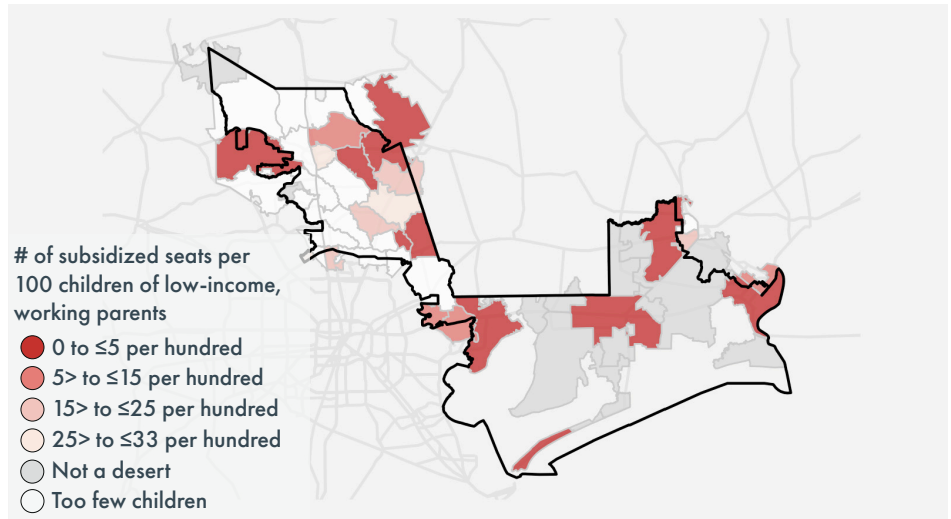 # of subsidized seats per
100 children of low-income,
working parents
0 to ≤5 per hundred
5> to ≤15 per hundred
15> to ≤25 per hundred
25> to ≤33 per hundred
Not a desert
Too few children